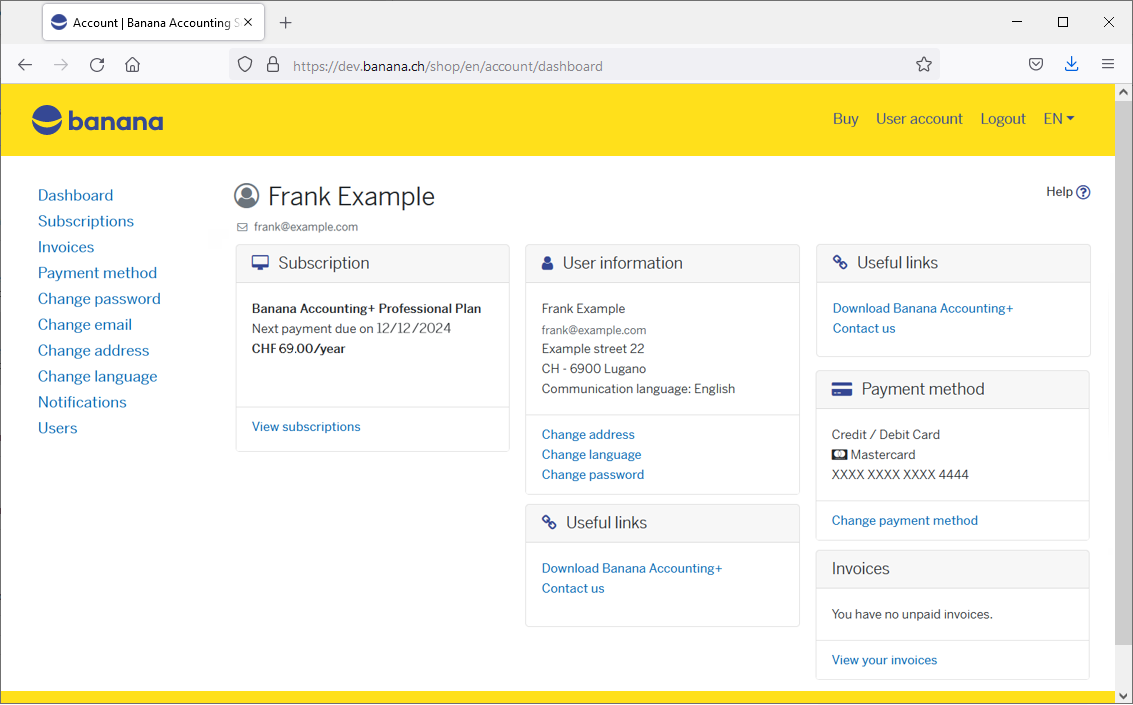 Account | Banana Accounting S
https://dev.banana.ch/shop/en/account/dashboard
banana
Buy User account Logout EN
Dashboard
Subscriptions
Invoices
Payment method
Change password
Change email
Change address
Change language
Notifications
Users
Frank Example
Help ?
frank@example.com
Subscription
Banana Accounting+ Professional Plan
Next payment due on 12/12/2024
CHF 69.00/year
View subscriptions
User information
Frank Example
frank@example.com
Example street 22
CH - 6900 Lugano
Communication language: English
Change address
Change language
Change password
Useful links
Download Banana Accounting+
Contact us
Useful links
Download Banana Accounting+
Contact us
Payment method
Credit / Debit Card
Mastercard
XXXX XXXX XXXX 4444
Change payment method
Invoices
You have no unpaid invoices.
View your invoices